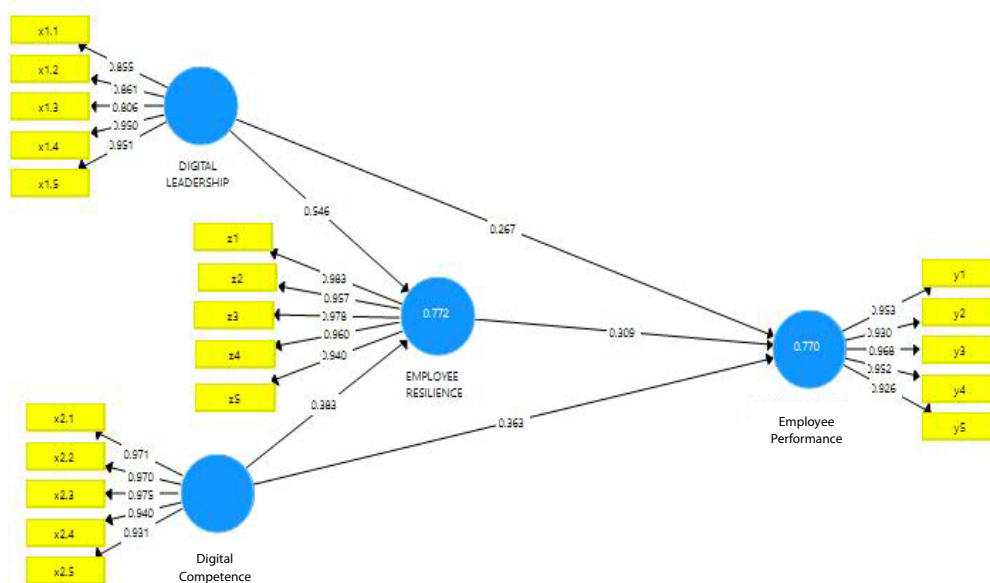 x1.1
x1.2
x1.3
x1.4
x1.5
0.855
0.861
0.806
0.950
0.951
DIGITAL
LEADERSHIP
0.546
0.267
z1
z2
z3
z4
z5
0.983
0.957
0.978
0.960
0.940
0.772
EMPLOYEE
RESILIENCE
0.309
0.383
0.363
x2.1
x2.2
x2.3
x2.4
x2.5
0.971
0.970
0.975
0.940
0.931
Digital
Competence
0.770
Employee
Performance
0.953
0.930
0.968
0.952
0.926
y1
y2
y3
y4
y5